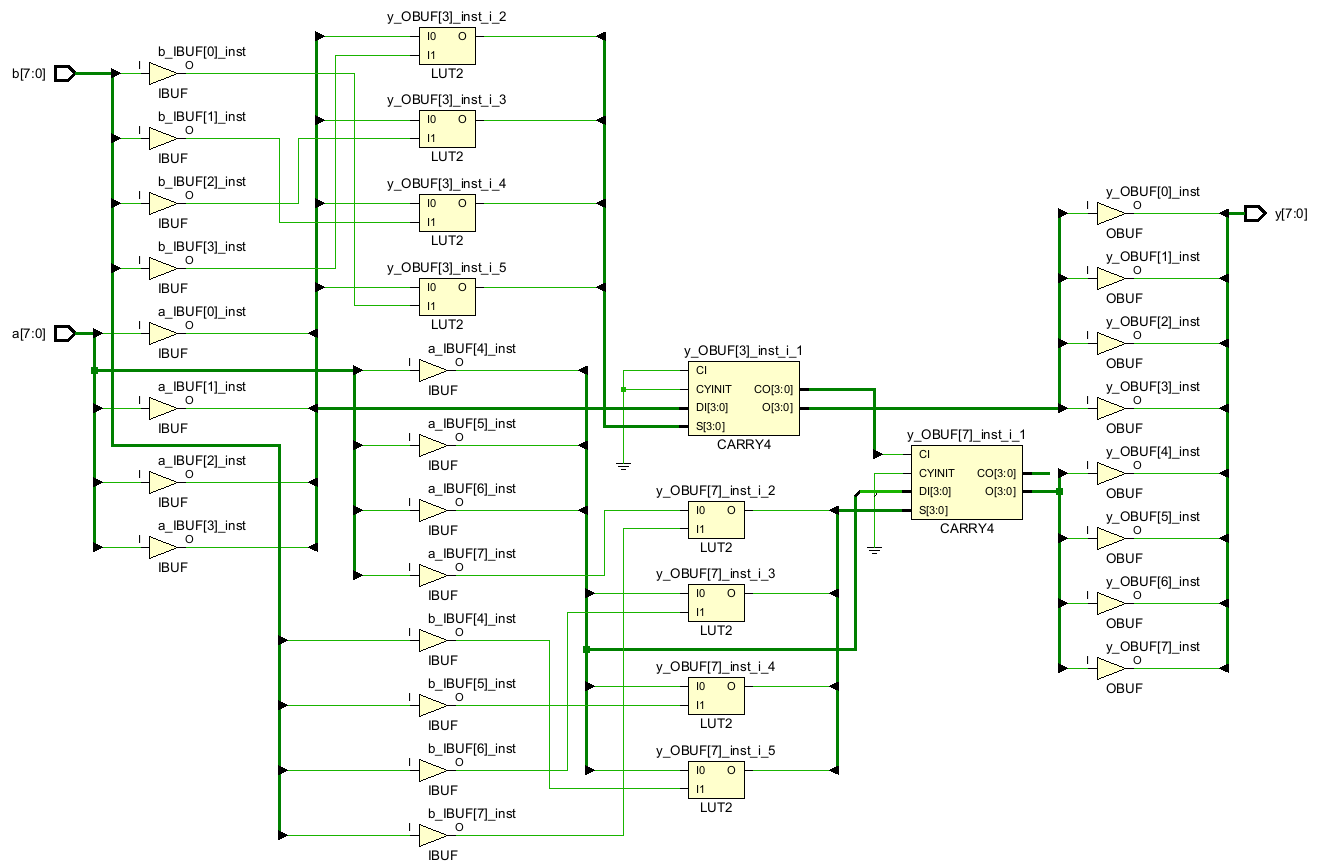 b[7:0]
b_IBUF[0]_inst
I
O
IBUF
b_IBUF[1]_inst
I
O
IBUF
b_IBUF[2]_inst
I
O
IBUF
b_IBUF[3]_inst
I
O
IBUF
a[7:0]
a_IBUF[0]_inst
I
O
IBUF
a_IBUF[1]_inst
I
O
IBUF
a_IBUF[2]_inst
I
O
IBUF
a_IBUF[3]_inst
I
O
IBUF
y_OBUF[3]_inst_i_2
I0 O
I1
LUT2
y_OBUF[3]_inst_i_3
I0 O
I1
LUT2
y_OBUF[3]_inst_i_4
I0 O
I1
LUT2
y_OBUF[3]_inst_i_5
I0 O
I1
LUT2
a_IBUF[4]_inst
I
O
IBUF
a_IBUF[5]_inst
I
O
IBUF
a_IBUF[6]_inst
I
O
IBUF
a_IBUF[7]_inst
I
O
IBUF
b_IBUF[4]_inst
I
O
IBUF
b_IBUF[5]_inst
I
O
IBUF
b_IBUF[6]_inst
I
O
IBUF
b_IBUF[7]_inst
I
O
IBUF
y_OBUF[3]_inst_i_1
CI
CYINIT CO[3:0]
DI[3:0] O[3:0]
S[3:0]
CARRY4
y_OBUF[7]_inst_i_2
I0 O
I1
LUT2
y_OBUF[7]_inst_i_3
I0 O
I1
LUT2
y_OBUF[7]_inst_i_4
I0 O
I1
LUT2
y_OBUF[7]_inst_i_5
I0 O
I1
LUT2
y_OBUF[7]_inst_i_1
CI
CYINIT CO[3:0]
DI[3:0] O[3:0]
S[3:0]
CARRY4
y_OBUF[0]_inst
I
O
OBUF
y_OBUF[1]_inst
I
O
OBUF
y_OBUF[2]_inst
I
O
OBUF
y_OBUF[3]_inst
I
O
OBUF
y_OBUF[4]_inst
I
O
OBUF
y_OBUF[5]_inst
I
O
OBUF
y_OBUF[6]_inst
I
O
OBUF
y_OBUF[7]_inst
I
O
OBUF
y[7:0]